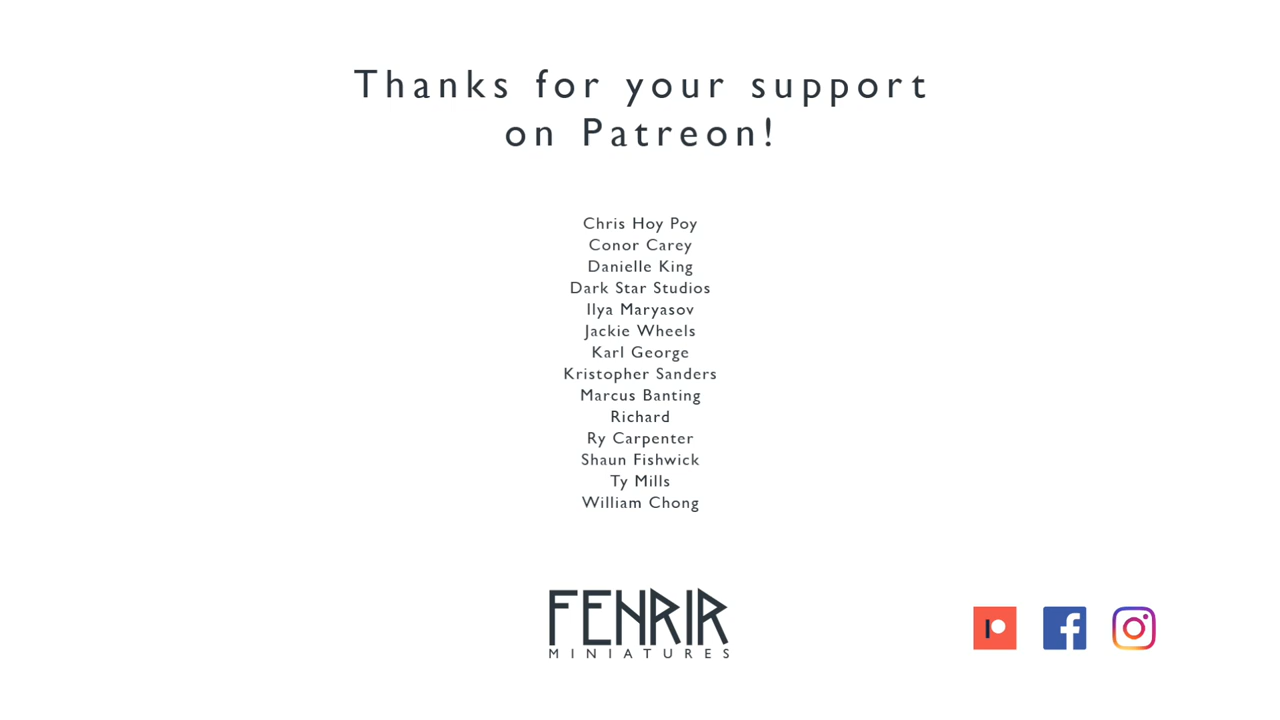 Thanks for your support
on Patreon!
Chris Hoy Poy
Conor Carey
Danielle King
Dark Star Studios
Ilya Maryasov
Jackie Wheels
Karl George
Kristopher Sanders
Marcus Banting
Richard
Ry Carpenter
Shaun Fishwick
Ty Mills
William Chong
FENRIR
MINIATURES